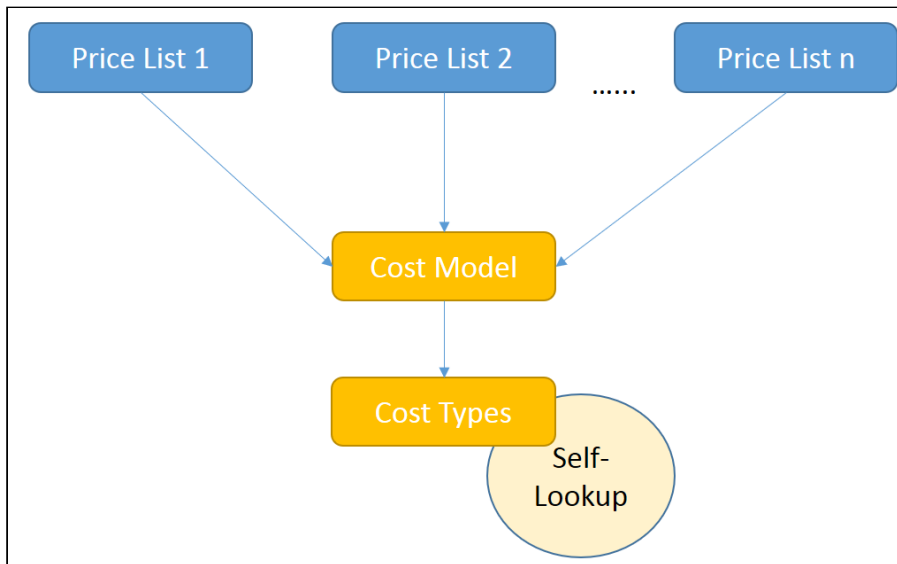 Price List 1
Price List 2
......
Price List n
Cost Model
Cost Types
Self-
Lookup